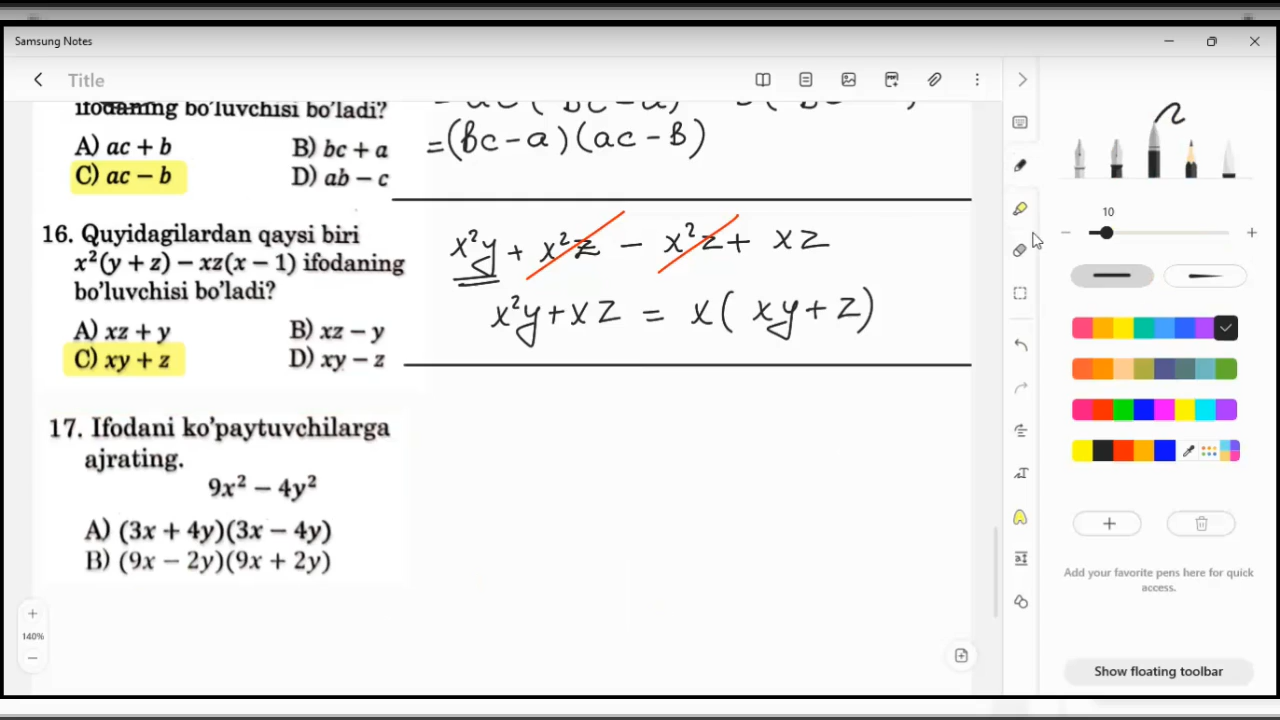 Samsung Notes
Title
ifodaning bo'luvchisi bo'ladi?
A) ac + b
B) bc + a
C) ac − b
D) ab − c
=(bc-a)(ac-b)
16. Quyidagilardan qaysi biri
x²(y + z) − xz(x − 1) ifodaning
bo'luvchisi bo'ladi?
A) xz + y
B) xz − y
C) xy + z
D) xy − z
x²y + x²z − x²z + xz
x²y+xz = x(xy+z)
17. Ifodani ko'paytuvchilarga
ajrating.
9x² − 4y²
A) (3x + 4y)(3x − 4y)
B) (9x − 2y)(9x + 2y)
140%
10
Add your favorite pens here for quick
access.
Show floating toolbar